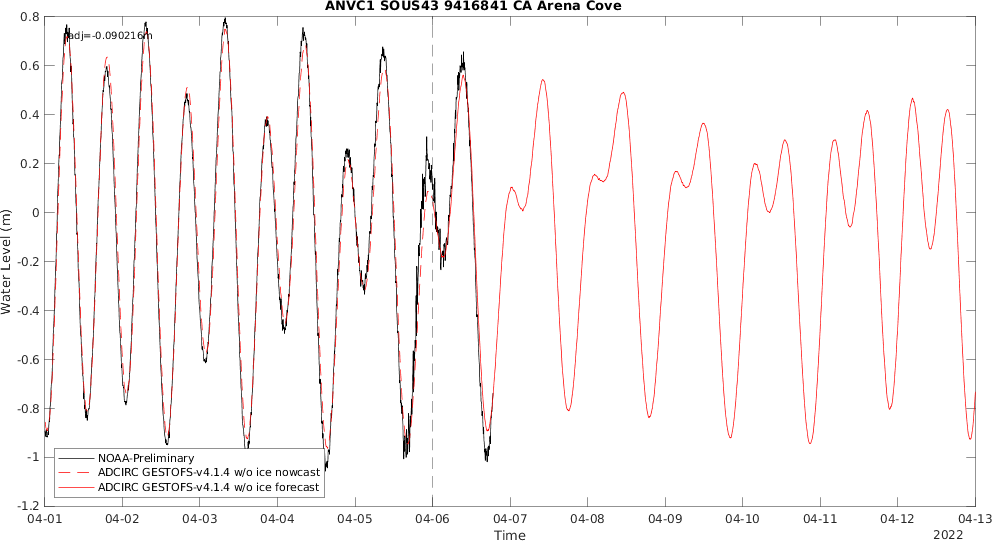 ANVC1 SOUS43 9416841 CA Arena Cove
adj=-0.090216m
0.8
0.6
0.4
0.2
0
-0.2
-0.4
-0.6
-0.8
-1
-1.2
Water Level (m)
NOAA-Preliminary
ADCIRC GESTOFS-v4.1.4 w/o ice nowcast
ADCIRC GESTOFS-v4.1.4 w/o ice forecast
04-01 04-02 04-03 04-04 04-05 04-06 04-07 04-08 04-09 04-10 04-11 04-12 04-13
Time
2022